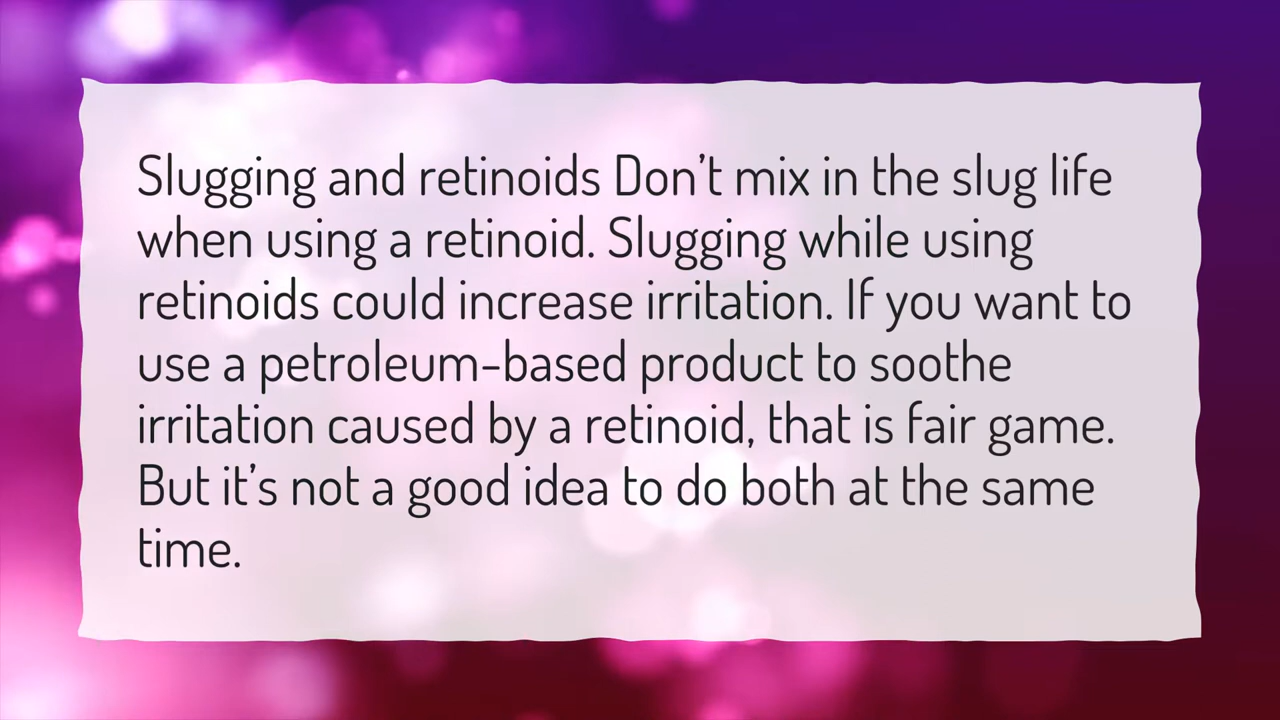 Slugging and retinoids Don’t mix in the slug life
when using a retinoid. Slugging while using
retinoids could increase irritation. If you want to
use a petroleum-based product to soothe
irritation caused by a retinoid, that is fair game.
But it’s not a good idea to do both at the same
time.